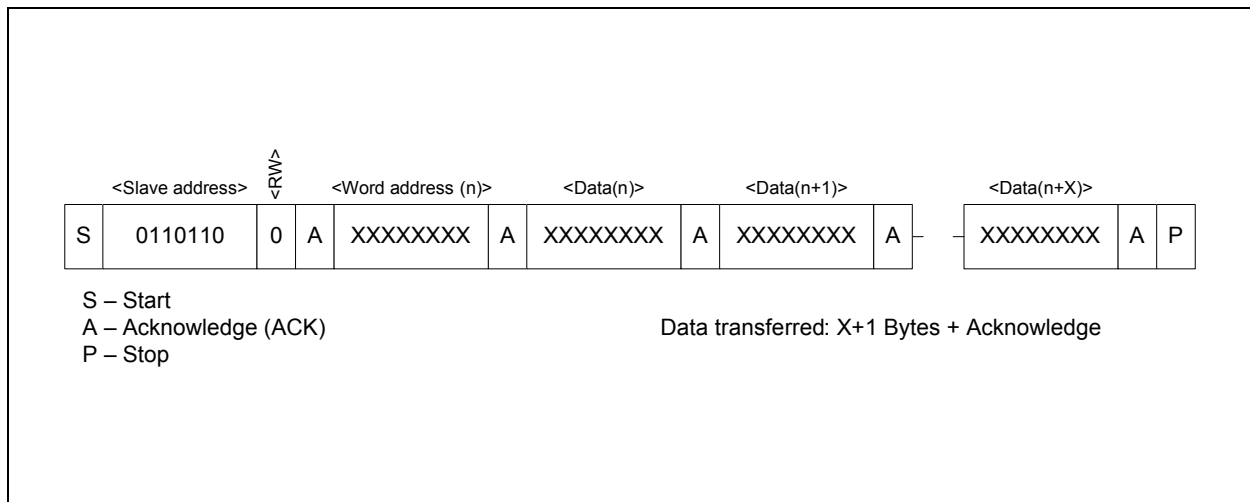 <Slave address> <RW> <Word address (n)> <Data(n)> <Data(n+1)> <Data(n+X)>
S 0110110 0 A XXXXXXXX A XXXXXXXX A XXXXXXXX A XXXXXXXX A P
S – Start
A – Acknowledge (ACK) Data transferred: X+1 Bytes + Acknowledge
P – Stop